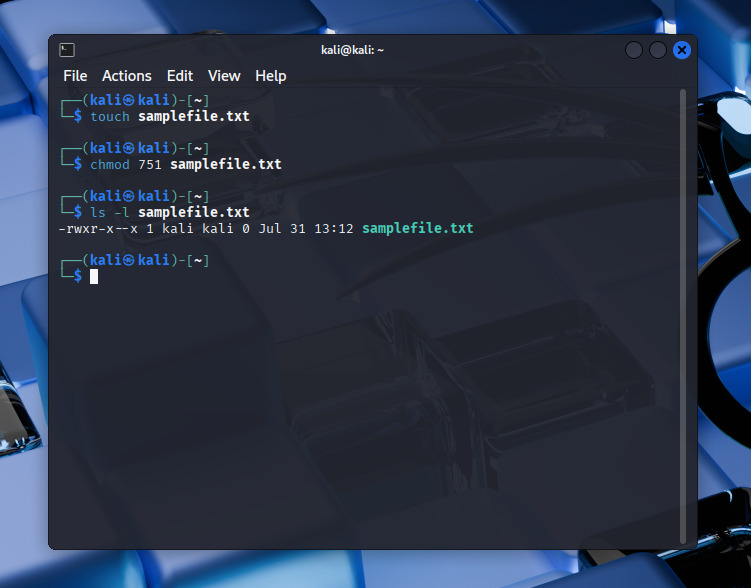 kali@kali: ~
File Actions Edit View Help
┌──(kali㉿kali)-[~]
└─$ touch samplefile.txt
┌──(kali㉿kali)-[~]
└─$ chmod 751 samplefile.txt
┌──(kali㉿kali)-[~]
└─$ ls -l samplefile.txt
-rwxr-x--x 1 kali kali 0 Jul 31 13:12 samplefile.txt
┌──(kali㉿kali)-[~]
└─$